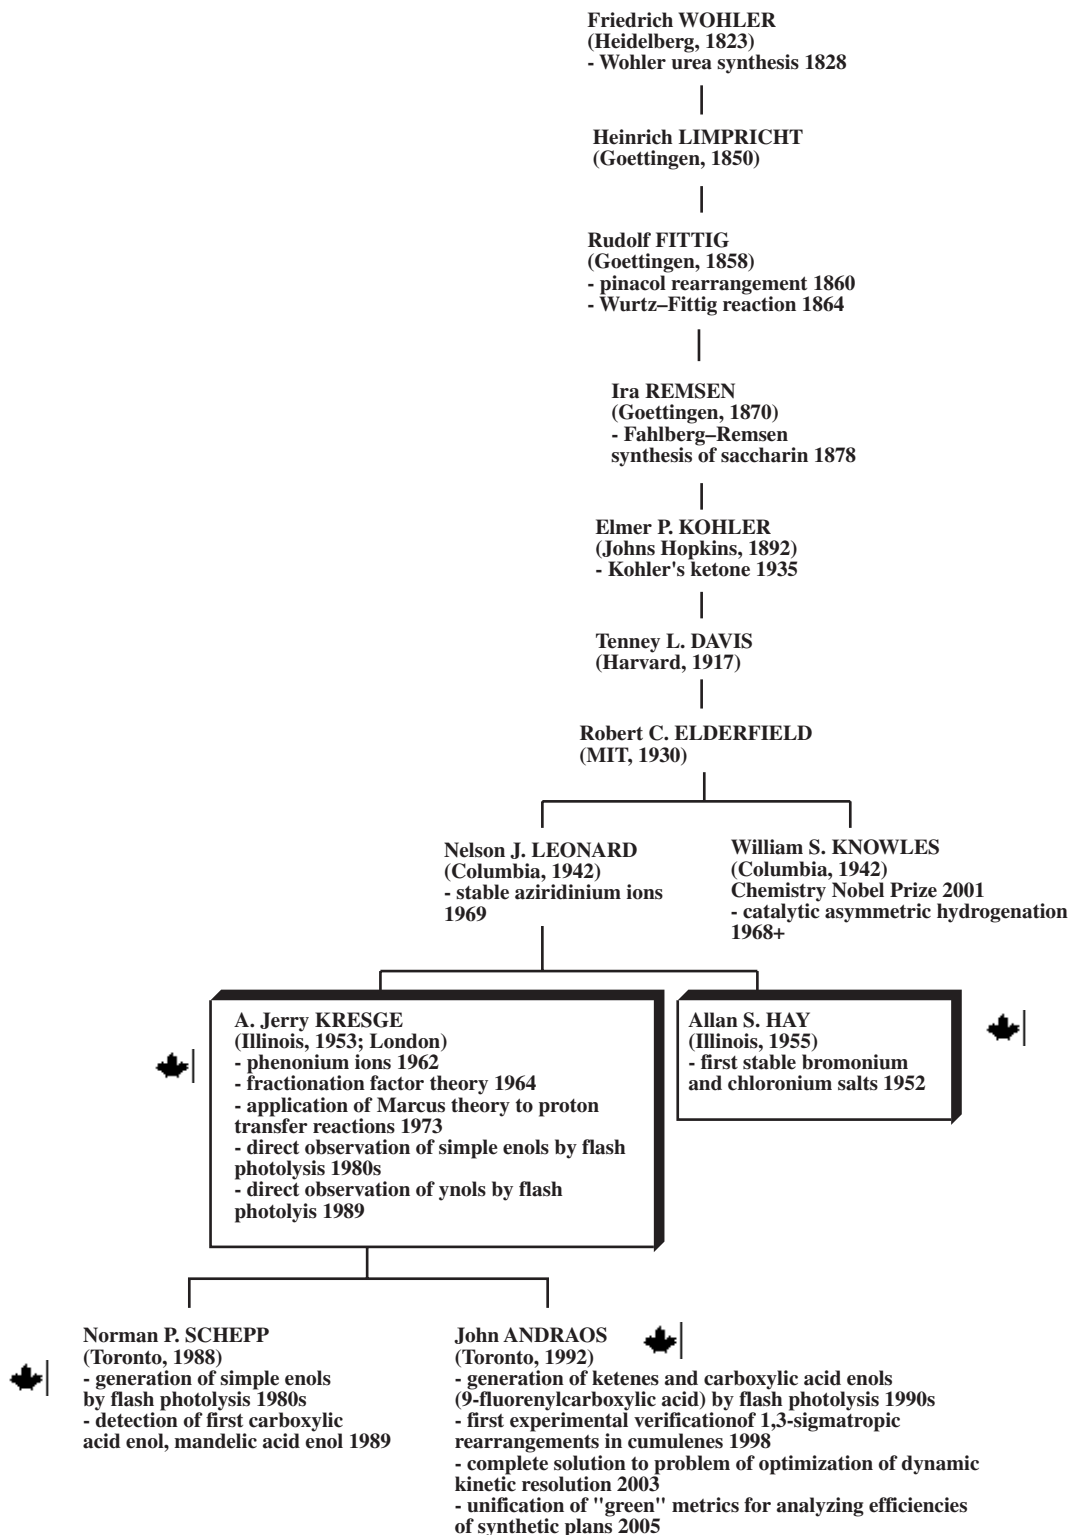 Friedrich WOHLER
(Heidelberg, 1823)
- Wohler urea synthesis 1828
Heinrich LIMPRICHT
(Goettingen, 1850)
Rudolf FITTIG
(Goettingen, 1858)
- pinacol rearrangement 1860
- Wurtz–Fittig reaction 1864
Ira REMSEN
(Goettingen, 1870)
- Fahlberg–Remsen
synthesis of saccharin 1878
Elmer P. KOHLER
(Johns Hopkins, 1892)
- Kohler's ketone 1935
Tenney L. DAVIS
(Harvard, 1917)
Robert C. ELDERFIELD
(MIT, 1930)
Nelson J. LEONARD
(Columbia, 1942)
- stable aziridinium ions
1969
William S. KNOWLES
(Columbia, 1942)
Chemistry Nobel Prize 2001
- catalytic asymmetric hydrogenation
1968+
A. Jerry KRESGE
(Illinois, 1953; London)
- phenonium ions 1962
- fractionation factor theory 1964
- application of Marcus theory to proton
transfer reactions 1973
- direct observation of simple enols by flash
photolysis 1980s
- direct observation of ynols by flash
photolyis 1989
Allan S. HAY
(Illinois, 1955)
- first stable bromonium
and chloronium salts 1952
Norman P. SCHEPP
(Toronto, 1988)
- generation of simple enols
by flash photolysis 1980s
- detection of first carboxylic
acid enol, mandelic acid enol 1989
John ANDRAOS
(Toronto, 1992)
- generation of ketenes and carboxylic acid enols
(9-fluorenylcarboxylic acid) by flash photolysis 1990s
- first experimental verificationof 1,3-sigmatropic
rearrangements in cumulenes 1998
- complete solution to problem of optimization of dynamic
kinetic resolution 2003
- unification of "green" metrics for analyzing efficiencies
of synthetic plans 2005